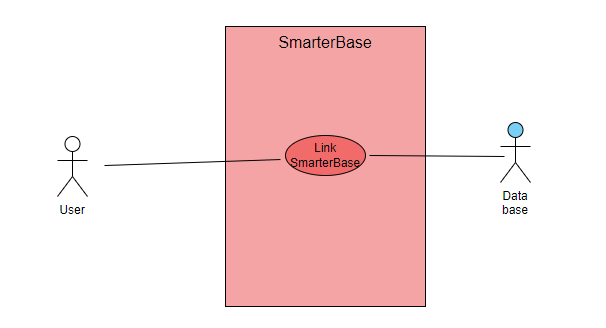 SmarterBase
Link
SmarterBase
User
Data
base